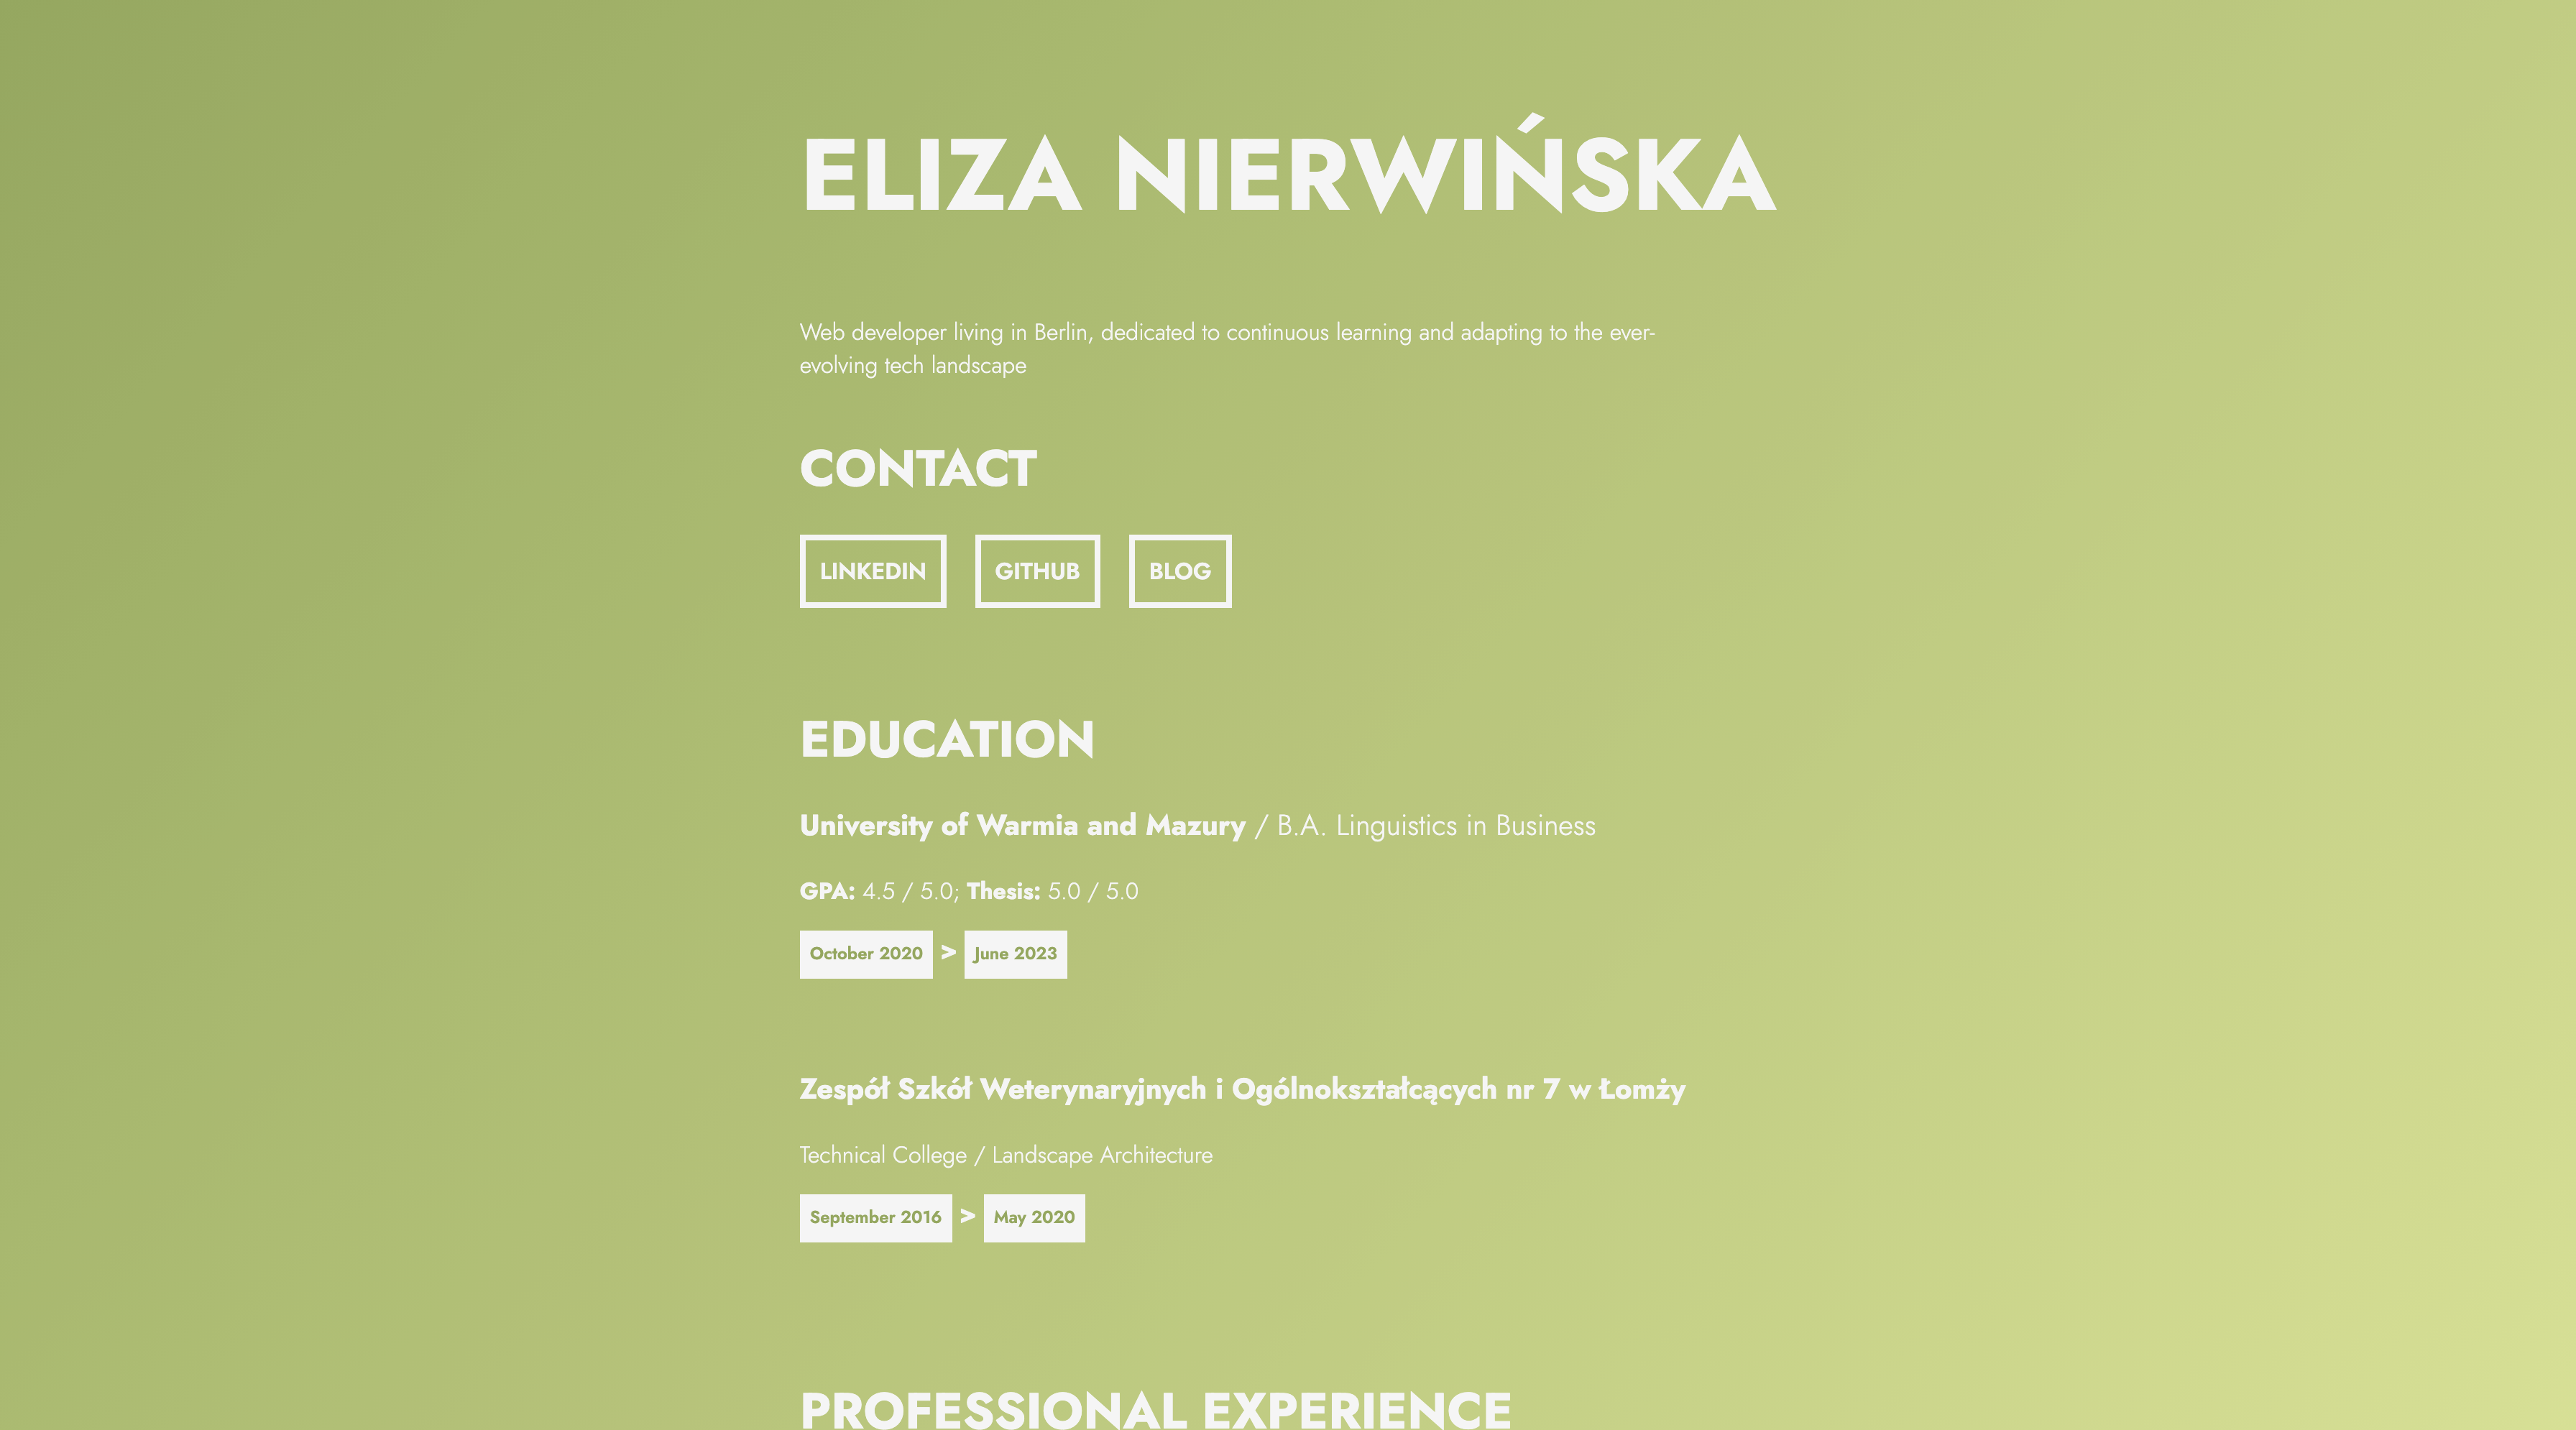 ELIZA NIERWIŃSKA
Web developer living in Berlin, dedicated to continuous learning and adapting to the ever-
evolving tech landscape
CONTACT
LINKEDIN GITHUB BLOG
EDUCATION
University of Warmia and Mazury / B.A. Linguistics in Business
GPA: 4.5 / 5.0; Thesis: 5.0 / 5.0
October 2020 > June 2023
Zespół Szkół Weterynaryjnych i Ogólnokształcących nr 7 w Łomży
Technical College / Landscape Architecture
September 2016 > May 2020
PROFESSIONAL EXPERIENCE